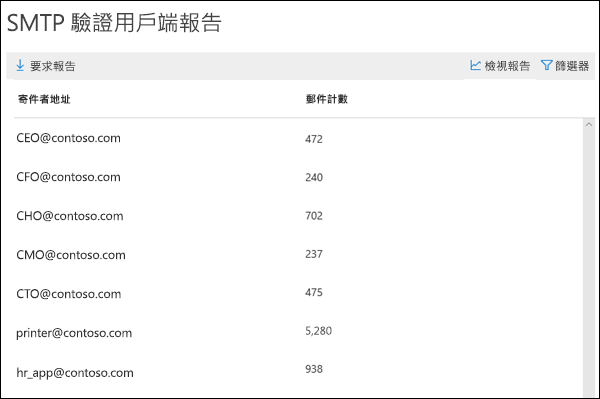 SMTP 驗證用戶端報告
要求報告 檢視報告 篩選器
寄件者地址 郵件計數
CEO@contoso.com 472
CFO@contoso.com 240
CHO@contoso.com 702
CMO@contoso.com 237
CTO@contoso.com 475
printer@contoso.com 5,280
hr_app@contoso.com 938